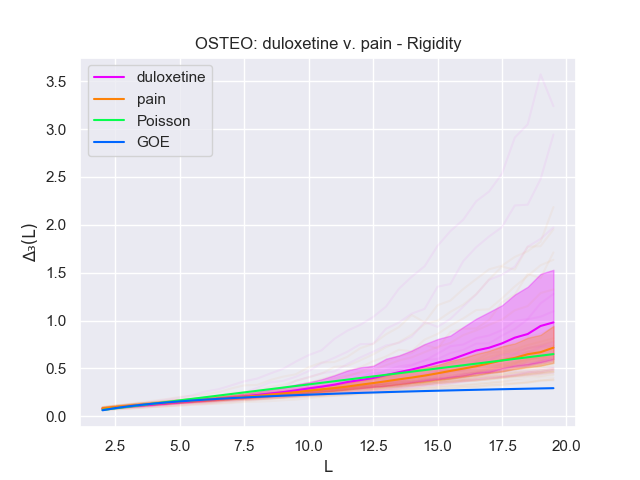 OSTEO: duloxetine v. pain - Rigidity
duloxetine
pain
Poisson
GOE
Δ₃(L)
3.5
3.0
2.5
2.0
1.5
1.0
0.5
0.0
2.5 5.0 7.5 10.0 12.5 15.0 17.5 20.0
L